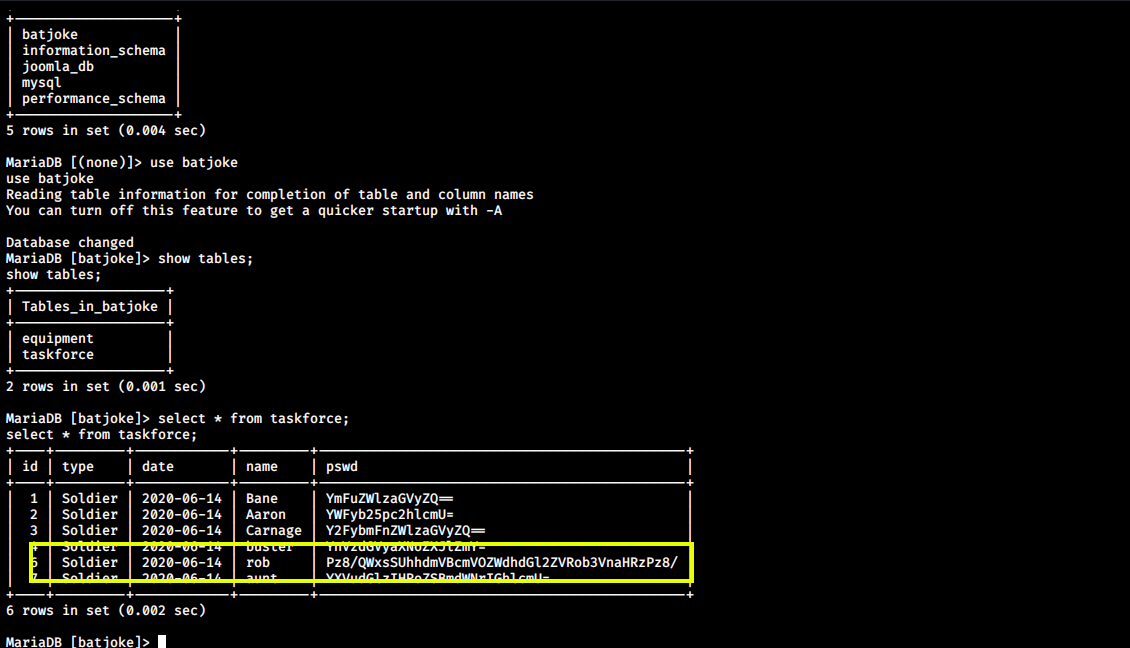 batjoke
information_schema
joomla_db
mysql
performance_schema
5 rows in set (0.004 sec)
MariaDB [(none)]> use batjoke
use batjoke
Reading table information for completion of table and column names
You can turn off this feature to get a quicker startup with -A
Database changed
MariaDB [batjoke]> show tables;
show tables;
Tables_in_batjoke
equipment
taskforce
2 rows in set (0.001 sec)
MariaDB [batjoke]> select * from taskforce;
select * from taskforce;
id | type | date | name | pswd
1 | Soldier | 2020-06-14 | Bane | YmFuZWlzaGVyZQ==
2 | Soldier | 2020-06-14 | Aaron | YWFyb25pc2hlcmU=
3 | Soldier | 2020-06-14 | Carnage | Y2FybmFnZWlzaGVyZQ==
4 | Soldier | 2020-06-14 | buster
6 | Soldier | 2020-06-14 | rob | Pz8/QWxsSUhhdmVBcmVOZWdhdGl2ZVRob3VnaHRzPz8/
7 | Soldier | 2020-06-14 | aunt
6 rows in set (0.002 sec)
MariaDB [batjoke]>